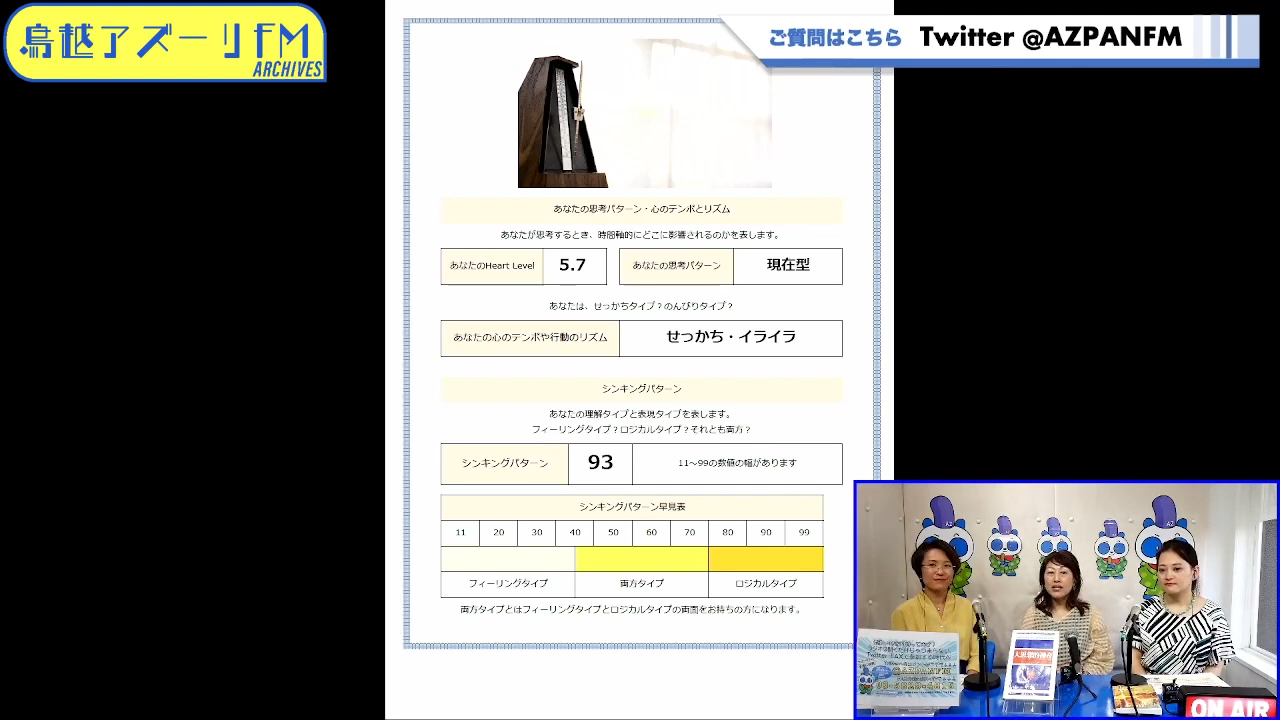 鳥越アズーリFM
ARCHIVES
ご質問はこちら Twitter @AZPANFM
あなたの思考パターン・心のテンポとリズム
あなたが思考するとき、時間軸的にどこに影響されるのかを表します。
あなたのHeart Level 5.7 あなたの思考パターン 現在型
あなたは、せっかちタイプ？のんびりタイプ？
あなたの心のテンポや行動のリズム せっかち・イライラ
シンキングパターン
あなたの理解タイプと表現タイプを表します。
フィーリングタイプ？ロジカルタイプ？それとも両方？
シンキングパターン 93 11～99の数値の幅があります
シンキングパターン早見表
11 20 30 50 60 70 80 99
フィーリングタイプ 両方タイプ ロジカルタイプ
両方タイプとはフィーリングタイプとロジカルタイプの両面をお持ちの方となります。
ON AIR